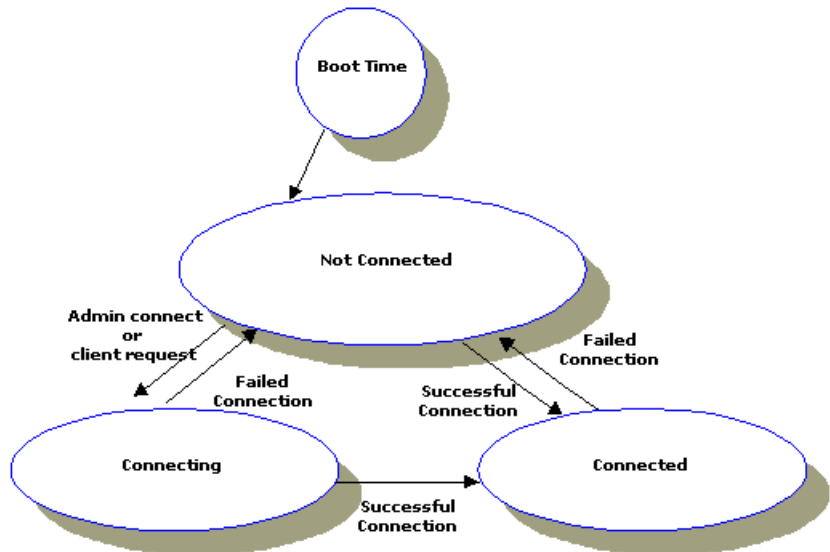 Boot Time
Not Connected
Admin connect
or
client request
Failed
Connection
Successful
Connection
Failed
Connection
Connecting
Successful
Connection
Connected